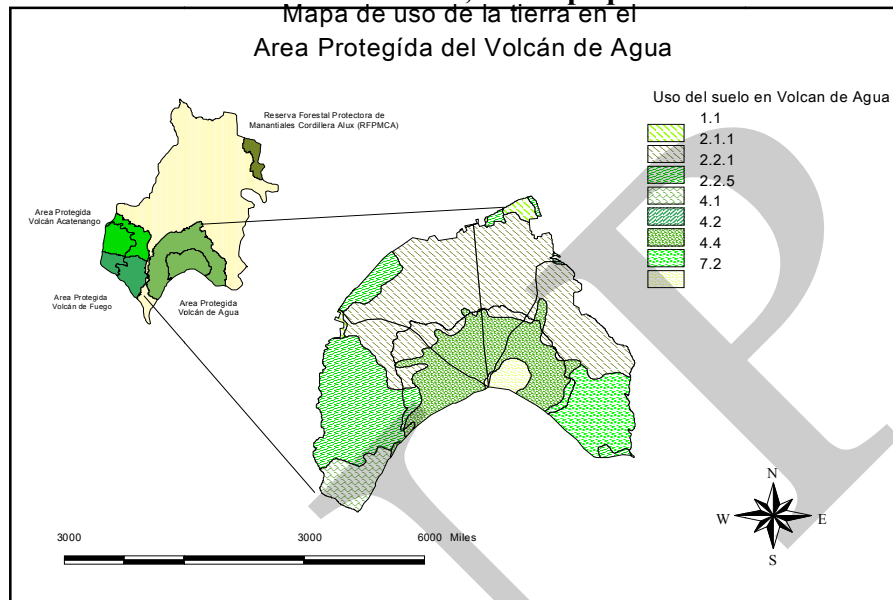 Mapa de uso de la tierra en el
Area Protegída del Volcán de Agua
Uso del suelo en Volcan de Agua
1.1
2.1.1
2.2.1
2.2.5
4.1
4.2
4.4
7.2
Reserva Forestal Protectora de
Manantiales Cordillera Alux (RFPMCA)
Area Protegida
Volcán Acatenango
Area Protegida
Volcán de Fuego
Area Protegida
Volcán de Agua
N
W E
S
3000 3000 6000 Miles